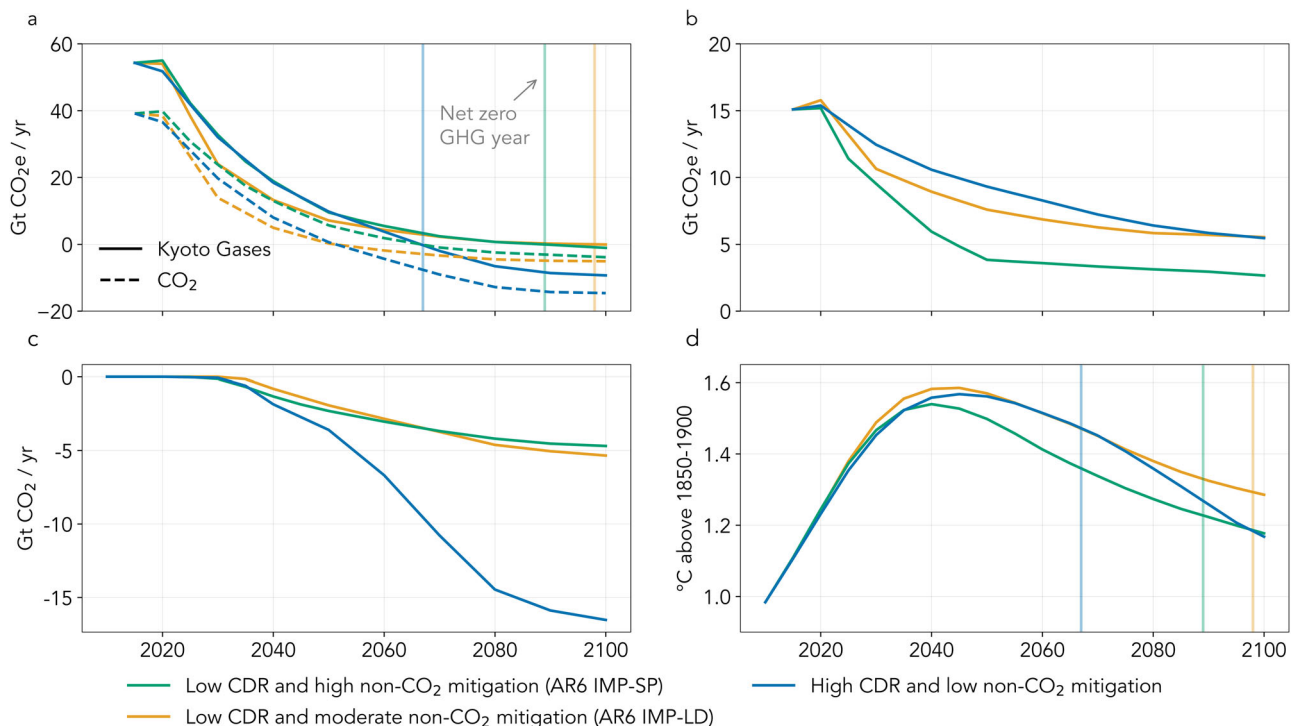 a
60
40
20
0
−20
Gt CO₂e / yr
Net zero
GHG year
Kyoto Gases
CO₂
b
20
15
10
5
0
Gt CO₂e / yr
c
0
-5
-10
-15
Gt CO₂ / yr
2020 2040 2060 2080 2100
d
1.6
1.4
1.2
1.0
°C above 1850-1900
2020 2040 2060 2080 2100
Low CDR and high non-CO₂ mitigation (AR6 IMP-SP)
High CDR and low non-CO₂ mitigation
Low CDR and moderate non-CO₂ mitigation (AR6 IMP-LD)